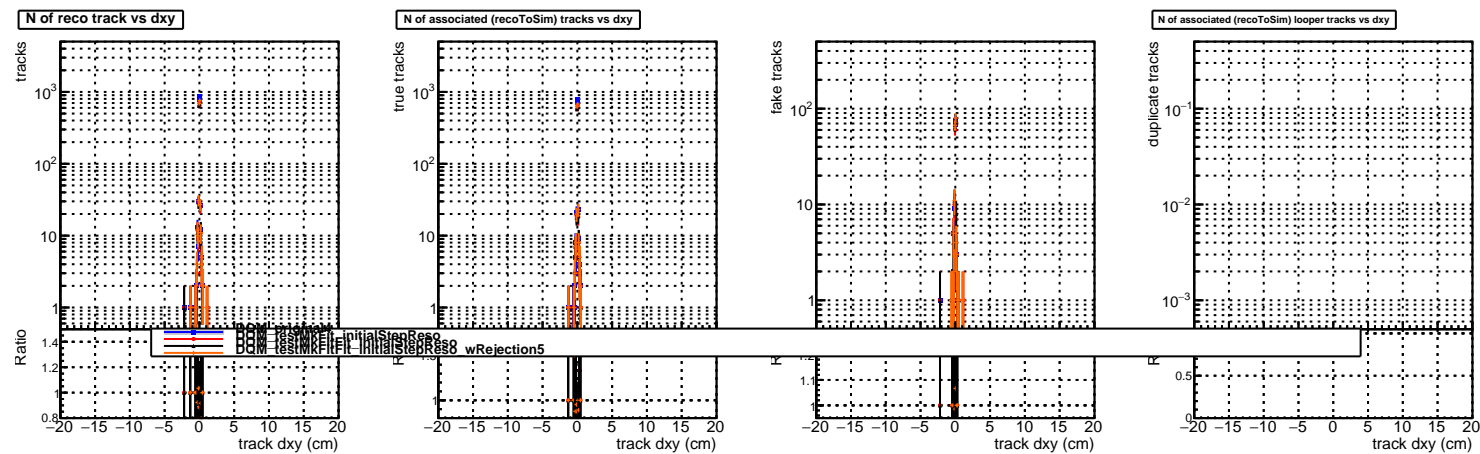 N of reco track vs dxy
tracks
10³
10²
10
1
Ratio
1.4
1.2
1
0.8
−20 −15 −10 −5 0 5 10 15 20
track dxy (cm)
N of associated (recoToSim) tracks vs dxy
true tracks
10³
10²
10
1
1
−20 −15 −10 −5 0 5 10 15 20
track dxy (cm)
fake tracks
10²
10
1
1.1
1
−20 −15 −10 −5 0 5 10 15 20
track dxy (cm)
N of associated (recoToSim) looper tracks vs dxy
duplicate tracks
10⁻¹
10⁻²
10⁻³
0.5
0
−20 −15 −10 −5 0 5 10 15 20
track dxy (cm)
DQM_testMkFitFit_initialStepReso
DQM_testMkFitFit_initialStepReso_wRejection5